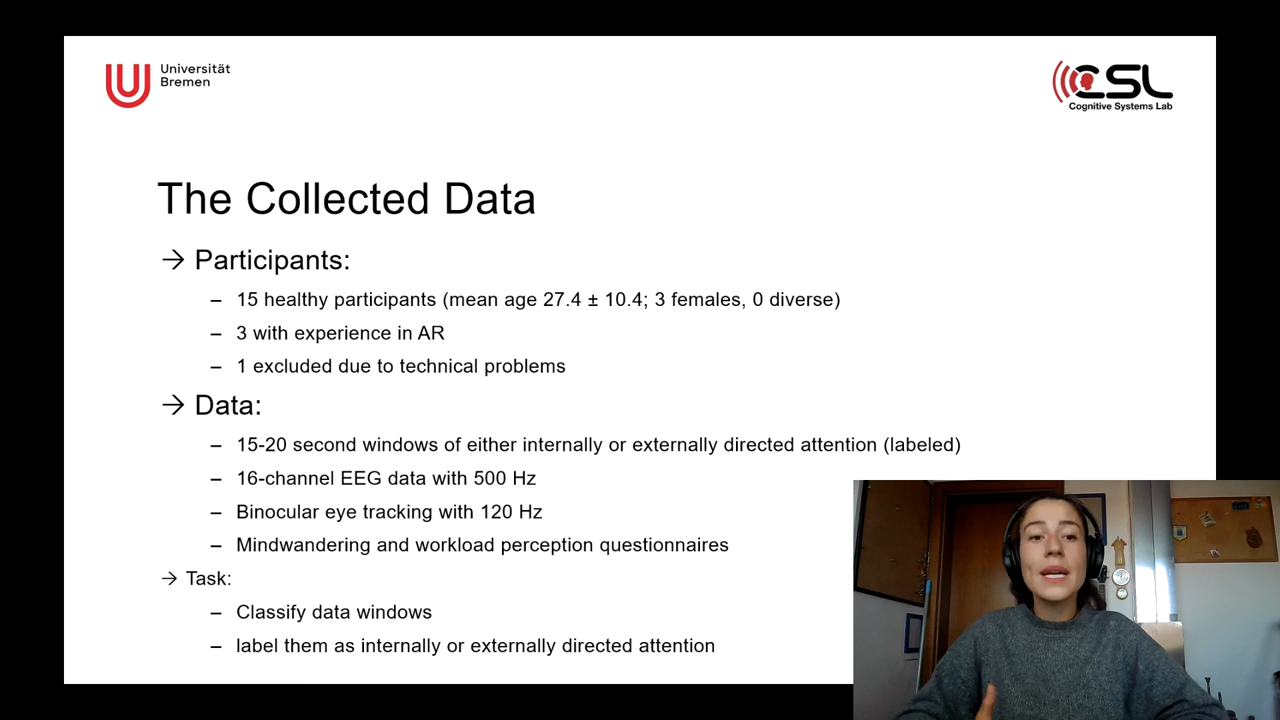 Universität
Bremen
CSL
Cognitive Systems Lab
The Collected Data
→ Participants:
– 15 healthy participants (mean age 27.4 ± 10.4; 3 females, 0 diverse)
– 3 with experience in AR
– 1 excluded due to technical problems
→ Data:
– 15-20 second windows of either internally or externally directed attention (labeled)
– 16-channel EEG data with 500 Hz
– Binocular eye tracking with 120 Hz
– Mindwandering and workload perception questionnaires
→ Task:
– Classify data windows
– label them as internally or externally directed attention